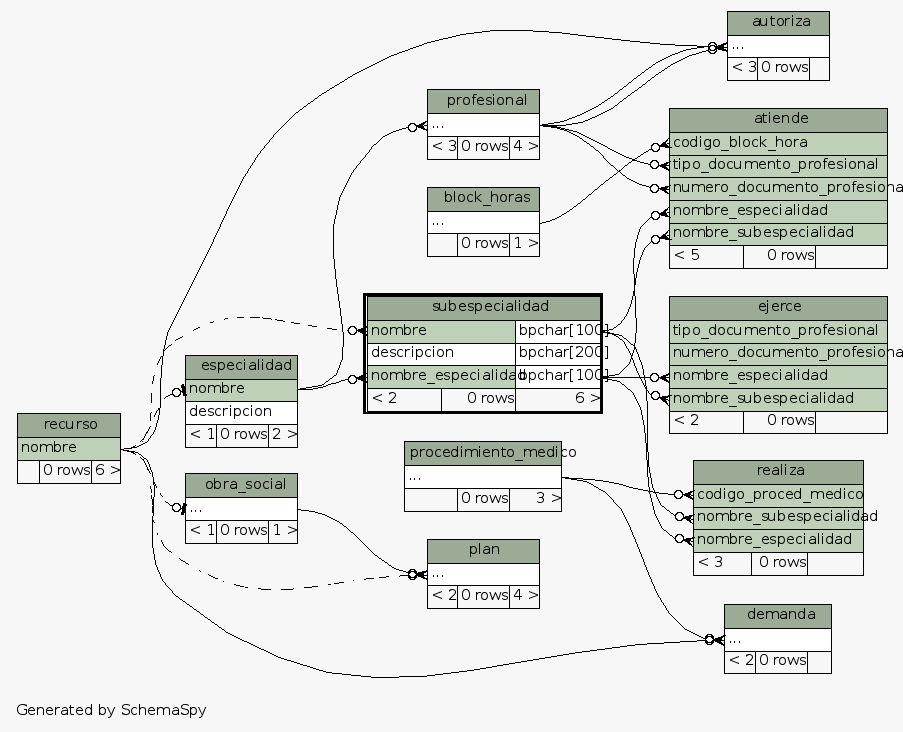 autoriza
...
< 3 0 rows
profesional
...
< 3 0 rows 4 >
atiende
codigo_block_hora
tipo_documento_profesional
numero_documento_profesiona
nombre_especialidad
nombre_subespecialidad
< 5 0 rows
block_horas
...
0 rows 1 >
subespecialidad
nombre bpchar[100]
descripcion bpchar[200]
nombre_especialidad bpchar[100]
< 2 0 rows 6 >
ejerce
tipo_documento_profesional
numero_documento_profesiona
nombre_especialidad
nombre_subespecialidad
< 2 0 rows
especialidad
nombre
descripcion
< 1 0 rows 2 >
recurso
nombre
0 rows 6 >
procedimiento_medico
...
0 rows 3 >
obra_social
...
< 1 0 rows 1 >
realiza
codigo_proced_medico
nombre_subespecialidad
nombre_especialidad
< 3 0 rows
plan
...
< 2 0 rows 4 >
demanda
...
< 2 0 rows
Generated by SchemaSpy